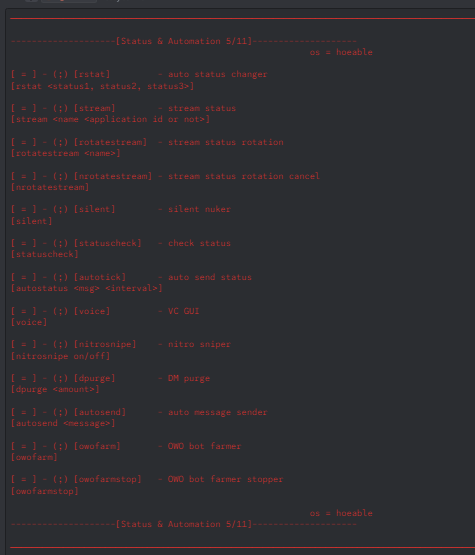 --------------------[Status & Automation 5/11]--------------------
os = hoeable
[ = ] - (;) [rstat] - auto status changer
[rstat <status1, status2, status3>]
[ = ] - (;) [stream] - stream status
[stream <name <application id or not>]
[ = ] - (;) [rotatestream] - stream status rotation
[rotatestream <name>]
[ = ] - (;) [nrotatestream] - stream status rotation cancel
[nrotatestream]
[ = ] - (;) [silent] - silent nuker
[silent]
[ = ] - (;) [statuscheck] - check status
[statuscheck]
[ = ] - (;) [autotick] - auto send status
[autostatus <msg> <interval>]
[ = ] - (;) [voice] - VC GUI
[voice]
[ = ] - (;) [nitrosnipe] - nitro sniper
[nitrosnipe on/off]
[ = ] - (;) [dpurge] - DM purge
[dpurge <amount>]
[ = ] - (;) [autosend] - auto message sender
[autosend <message>]
[ = ] - (;) [owofarm] - OWO bot farmer
[owofarm]
[ = ] - (;) [owofarmstop] - OWO bot farmer stopper
[owofarmstop]
os = hoeable
--------------------[Status & Automation 5/11]--------------------